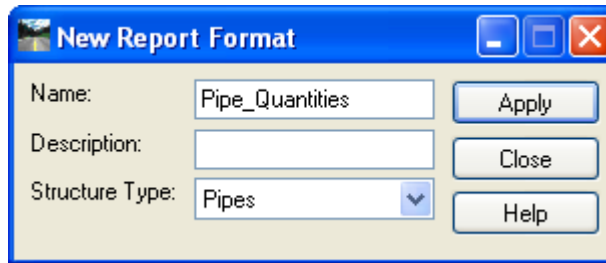 New Report Format
Name: Pipe_Quantities Apply
Description: Close
Structure Type: Pipes Help